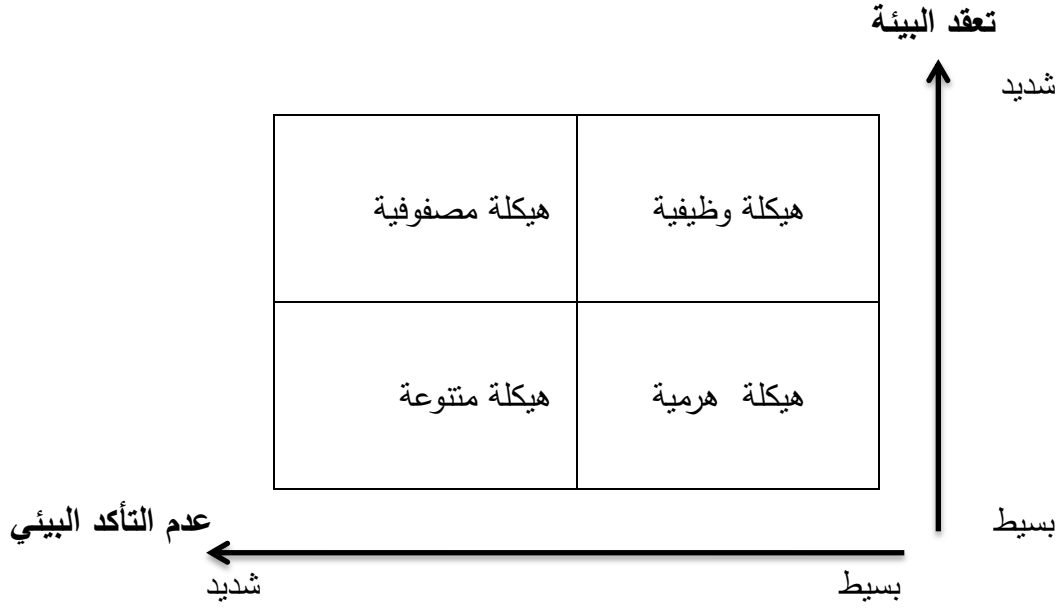 تعقد البيئة
شديد
هيكلة وظيفية
هيكلة مصفوفية
هيكلة هرمية
هيكلة متنوعة
بسيط
عدم التأكد البيئي
بسيط
شديد